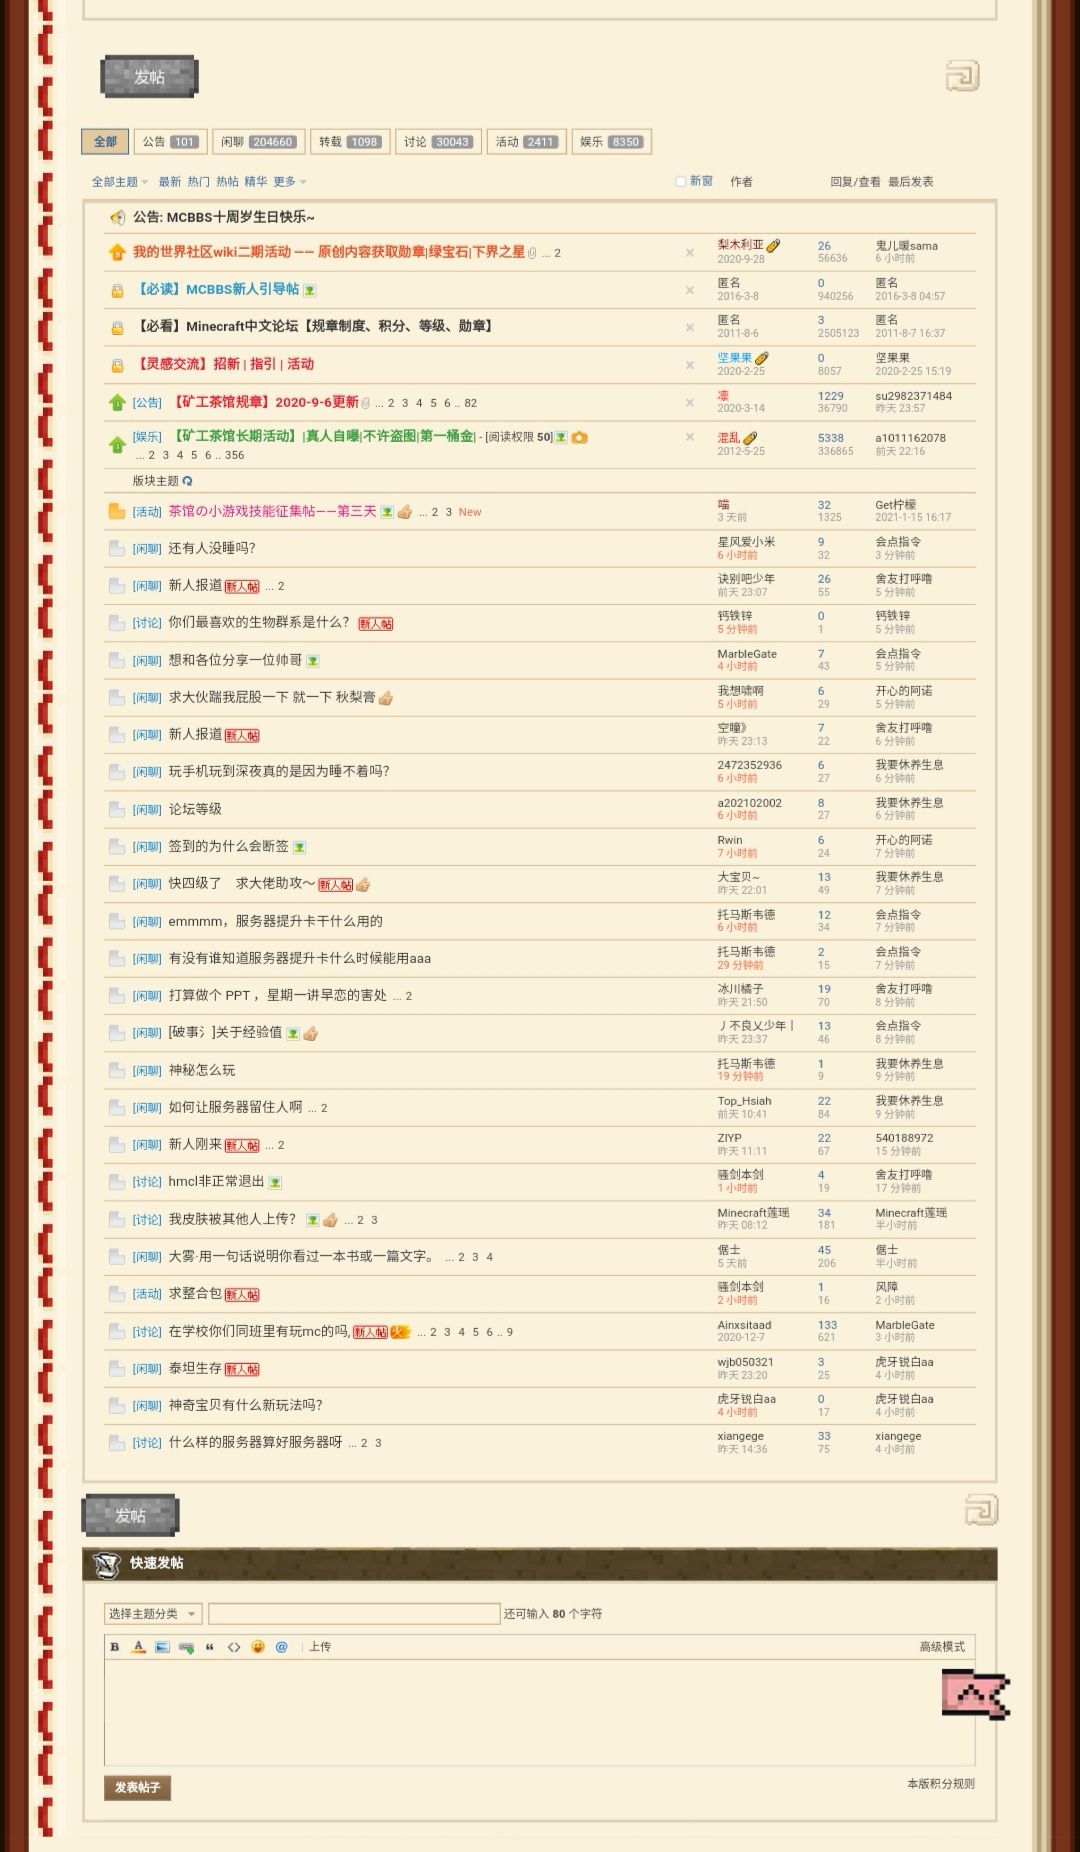 发帖
全部 公告 101 闲聊 204660 转载 1098 讨论 30043 活动 2411 娱乐 8350
全部主题 最新 热门 热帖 精华 更多 新窗 作者 回复/查看 最后发表
公告: MCBBS十周岁生日快乐~
我的世界社区wiki二期活动 —— 原创内容获取勋章|绿宝石|下界之星 ... 2 梨木利亚 26 鬼儿暖sama
2020-9-28 56636 6 小时前
【必读】MCBBS新人引导帖 匿名 0 匿名
2016-3-8 940256 2016-3-8 04:57
【必看】Minecraft中文论坛【规章制度、积分、等级、勋章】 匿名 3 匿名
2011-8-6 2505123 2011-8-7 16:37
【灵感交流】招新 | 指引 | 活动 坚果果 0 坚果果
2020-2-25 8057 2020-2-25 15:19
[公告] 【矿工茶馆规章】2020-9-6更新 ... 2 3 4 5 6 .. 82 凛 1229 su2982371484
2020-3-14 36790 昨天 23:57
[娱乐] 【矿工茶馆长期活动】|真人自曝|不许盗图|第一桶金| - [阅读权限 50] 混乱 5338 a1011162078
... 2 3 4 5 6 .. 356 2012-5-25 336865 前天 22:16
版块主题
[活动] 茶馆の小游戏技能征集帖——第三天 ... 2 3 New 喵 32 Get柠檬
3 天前 1325 2021-1-15 16:17
[闲聊] 还有人没睡吗? 星风爱小米 9 会点指令
6 小时前 32 3 分钟前
[闲聊] 新人报道 新人帖 ... 2 诀别吧少年 26 舍友打呼噜
前天 23:07 55 5 分钟前
[讨论] 你们最喜欢的生物群系是什么？ 新人帖 钙铁锌 0 钙铁锌
5 分钟前 1 5 分钟前
[闲聊] 想和各位分享一位帅哥 MarbleGate 7 会点指令
4 小时前 43 5 分钟前
[闲聊] 求大伙踹我屁股一下 就一下 秋梨膏 我想啸啊 6 开心的阿诺
5 小时前 29 5 分钟前
[闲聊] 新人报道 新人帖 空瞳》 7 舍友打呼噜
昨天 23:13 22 6 分钟前
[闲聊] 玩手机玩到深夜真的是因为睡不着吗? 2472352936 6 我要休养生息
6 小时前 27 6 分钟前
[闲聊] 论坛等级 a202102002 8 我要休养生息
6 小时前 27 6 分钟前
[闲聊] 签到的为什么会断签 Rwin 6 开心的阿诺
7 小时前 24 7 分钟前
[闲聊] 快四级了　求大佬助攻～ 新人帖 大宝贝~ 13 我要休养生息
昨天 22:01 49 7 分钟前
[闲聊] emmmm，服务器提升卡干什么用的 托马斯韦德 12 会点指令
6 小时前 34 7 分钟前
[闲聊] 有没有谁知道服务器提升卡什么时候能用aaa 托马斯韦德 2 会点指令
29 分钟前 15 7 分钟前
[闲聊] 打算做个 PPT ，星期一讲早恋的害处 ... 2 冰川橘子 19 舍友打呼噜
昨天 21:50 70 8 分钟前
[闲聊] [破事氵]关于经验值 丿不良乂少年丨 13 会点指令
昨天 23:37 46 8 分钟前
[闲聊] 神秘怎么玩 托马斯韦德 1 我要休养生息
19 分钟前 9 9 分钟前
[闲聊] 如何让服务器留住人啊 ... 2 Top_Hsiah 22 我要休养生息
前天 10:41 84 9 分钟前
[闲聊] 新人刚来 新人帖 ... 2 ZIYP 22 540188972
昨天 11:11 67 15 分钟前
[讨论] hmcl非正常退出 骚剑本剑 4 舍友打呼噜
1 小时前 19 17 分钟前
[讨论] 我皮肤被其他人上传？ ... 2 3 Minecraft莲瑶 34 Minecraft莲瑶
昨天 08:12 181 半小时前
[闲聊] 大雾·用一句话说明你看过一本书或一篇文字。 ... 2 3 4 倨士 45 倨士
5 天前 206 半小时前
[活动] 求整合包 新人帖 骚剑本剑 1 风障
2 小时前 16 2 小时前
[讨论] 在学校你们同班里有玩mc的吗, 新人帖 ... 2 3 4 5 6 .. 9 Ainxsitaad 133 MarbleGate
2020-12-7 621 3 小时前
[闲聊] 泰坦生存 新人帖 wjb050321 3 虎牙锐白aa
昨天 23:20 25 4 小时前
[闲聊] 神奇宝贝有什么新玩法吗? 虎牙锐白aa 0 虎牙锐白aa
4 小时前 17 4 小时前
[讨论] 什么样的服务器算好服务器呀 ... 2 3 xiangege 33 xiangege
昨天 14:36 75 4 小时前
发帖
快速发帖
选择主题分类 还可输入 80 个字符
B A “ <> @ 上传 高级模式
发表帖子 本版积分规则